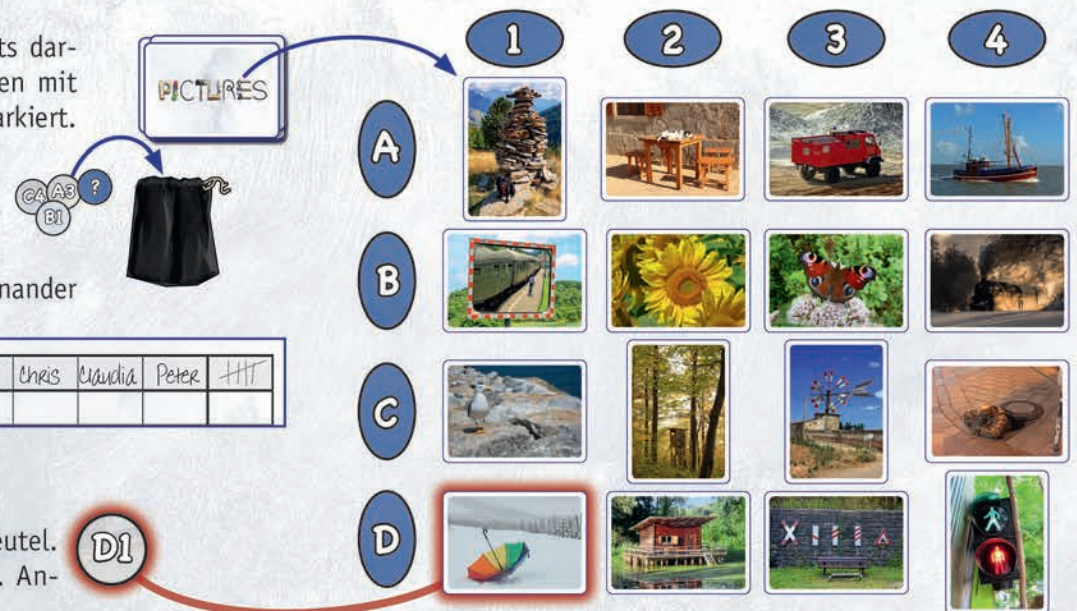 ts dar-
en mit
arkiert.
PICTURES
1 2 3 4
A
C4 A3 ?
B1
B
nander
Chris Claudia Peter
C
eutel.
. An-
D1
D